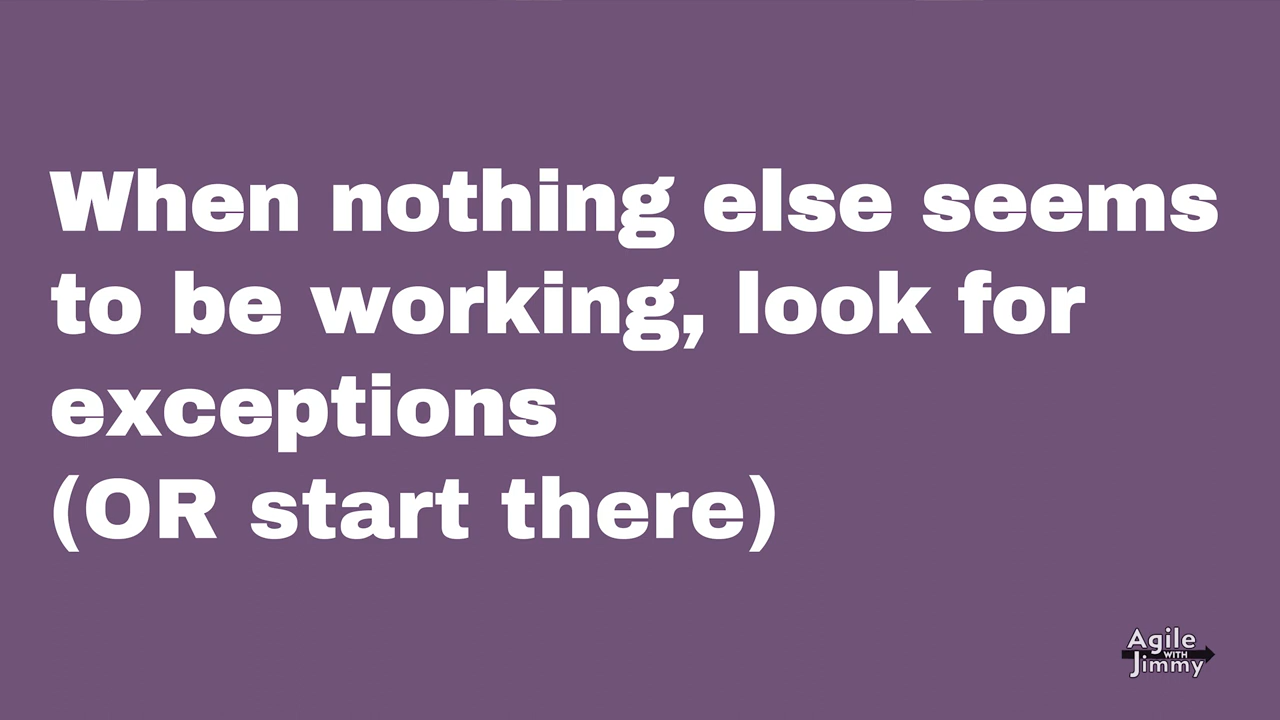 When nothing else seems
to be working, look for
exceptions
(OR start there)
Agile
WITH
Jimmy